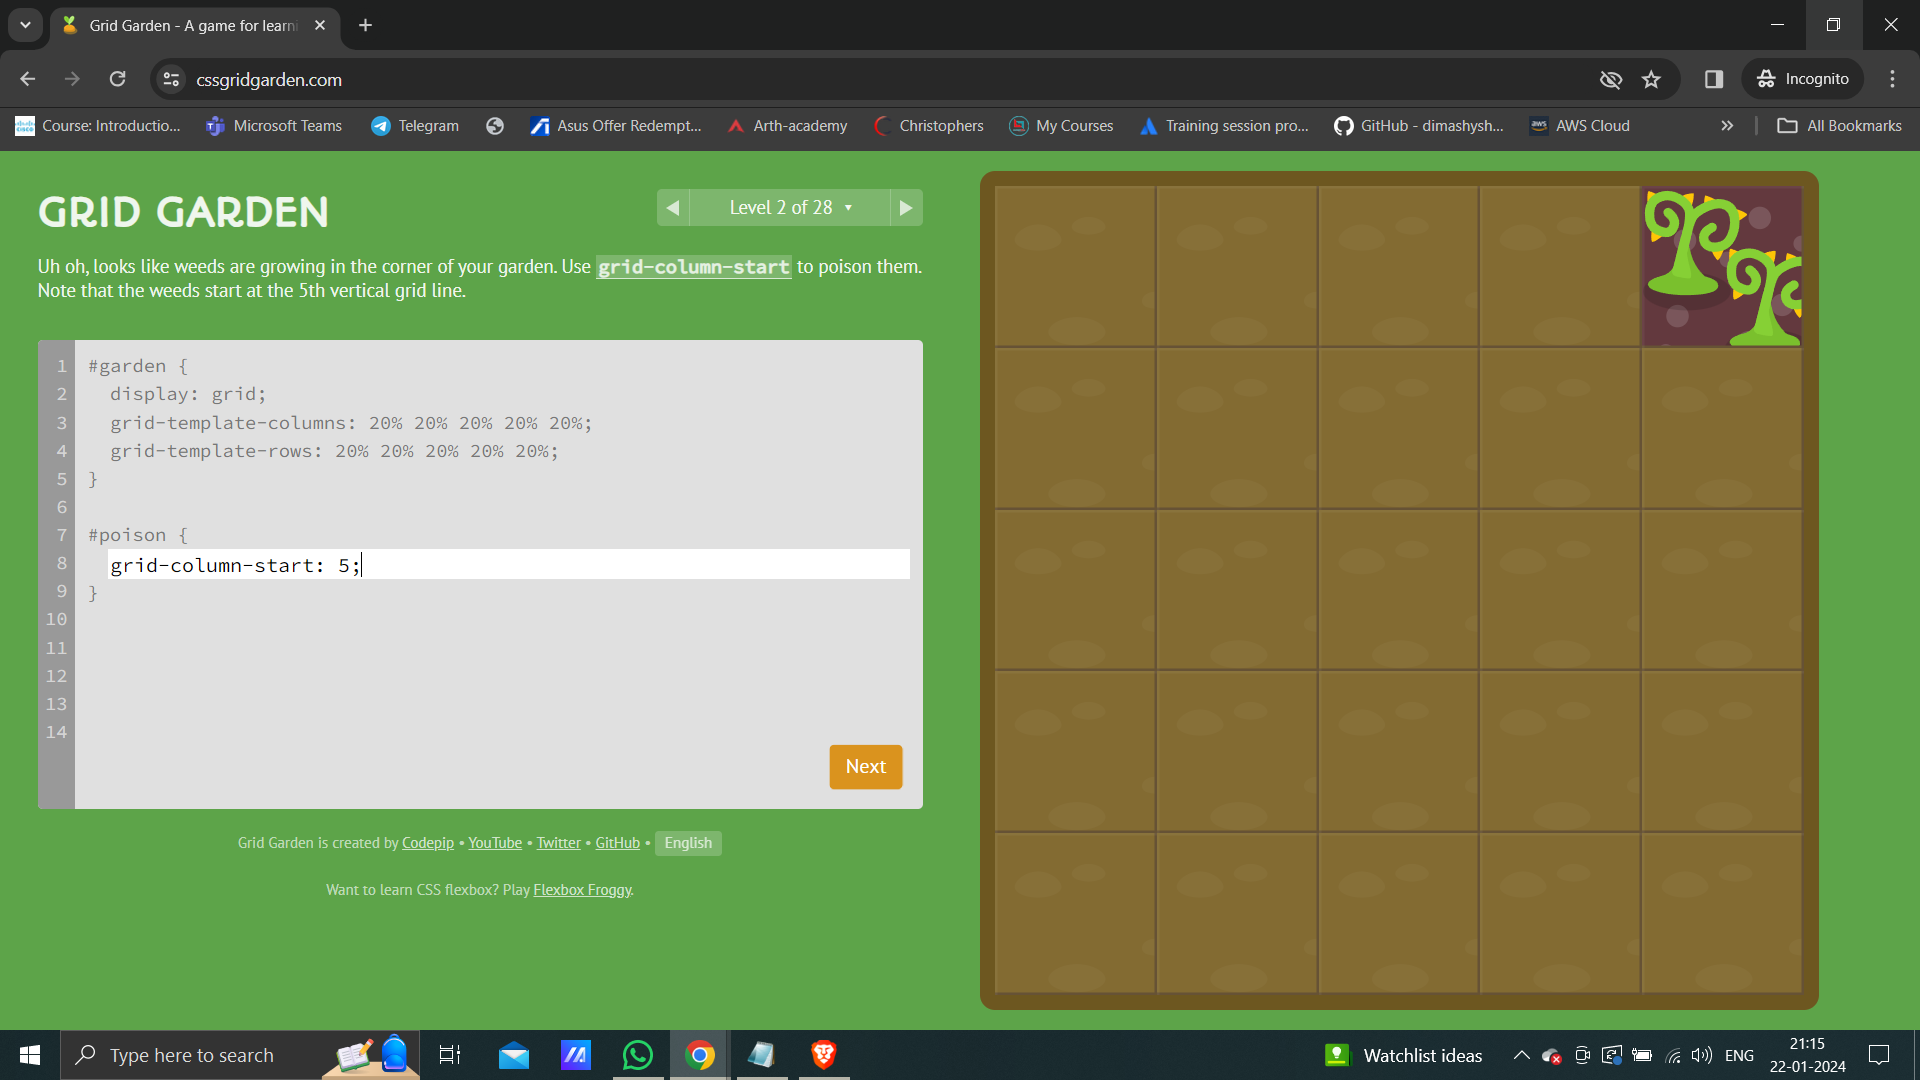 Grid Garden - A game for learni
cssgridgarden.com
Incognito
Course: Introductio...
Microsoft Teams
Telegram
Asus Offer Redempt...
Arth-academy
Christophers
My Courses
Training session pro...
GitHub - dimashysh...
AWS Cloud
All Bookmarks
GRID GARDEN
Level 2 of 28
Uh oh, looks like weeds are growing in the corner of your garden. Use grid-column-start to poison them.
Note that the weeds start at the 5th vertical grid line.
1 #garden {
2 display: grid;
3 grid-template-columns: 20% 20% 20% 20% 20%;
4 grid-template-rows: 20% 20% 20% 20% 20%;
5 }
6
7 #poison {
8 grid-column-start: 5;
9 }
10
11
12
13
14
Next
Grid Garden is created by Codepip • YouTube • Twitter • GitHub • English
Want to learn CSS flexbox? Play Flexbox Froggy.
Type here to search
Watchlist ideas
ENG
21:15
22-01-2024